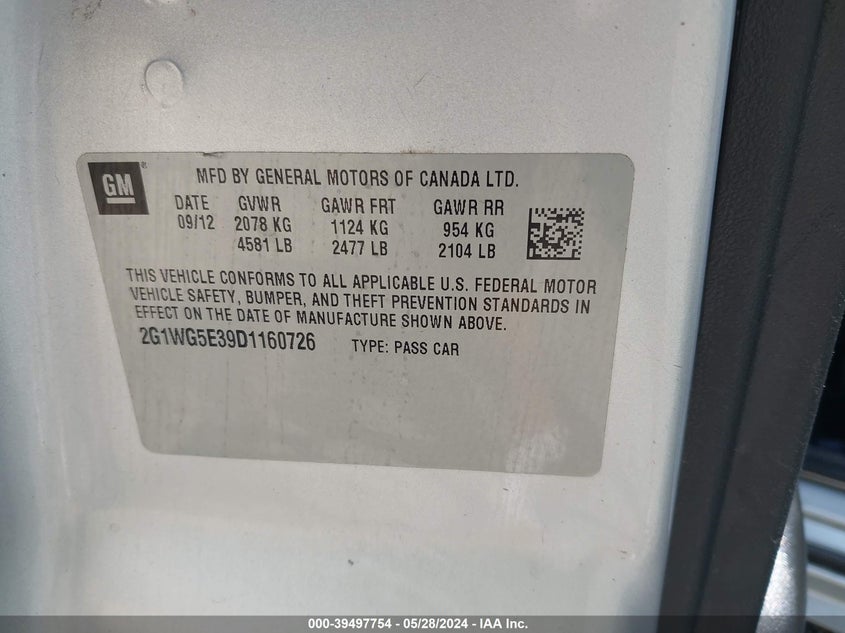 GM
MFD BY GENERAL MOTORS OF CANADA LTD.
DATE GVWR GAWR FRT GAWR RR
09/12 2078 KG 1124 KG 954 KG
4581 LB 2477 LB 2104 LB
THIS VEHICLE CONFORMS TO ALL APPLICABLE U.S. FEDERAL MOTOR
VEHICLE SAFETY, BUMPER, AND THEFT PREVENTION STANDARDS IN
EFFECT ON THE DATE OF MANUFACTURE SHOWN ABOVE.
2G1WG5E39D1160726 TYPE: PASS CAR
000-39497754 - 05/28/2024 - IAA Inc.